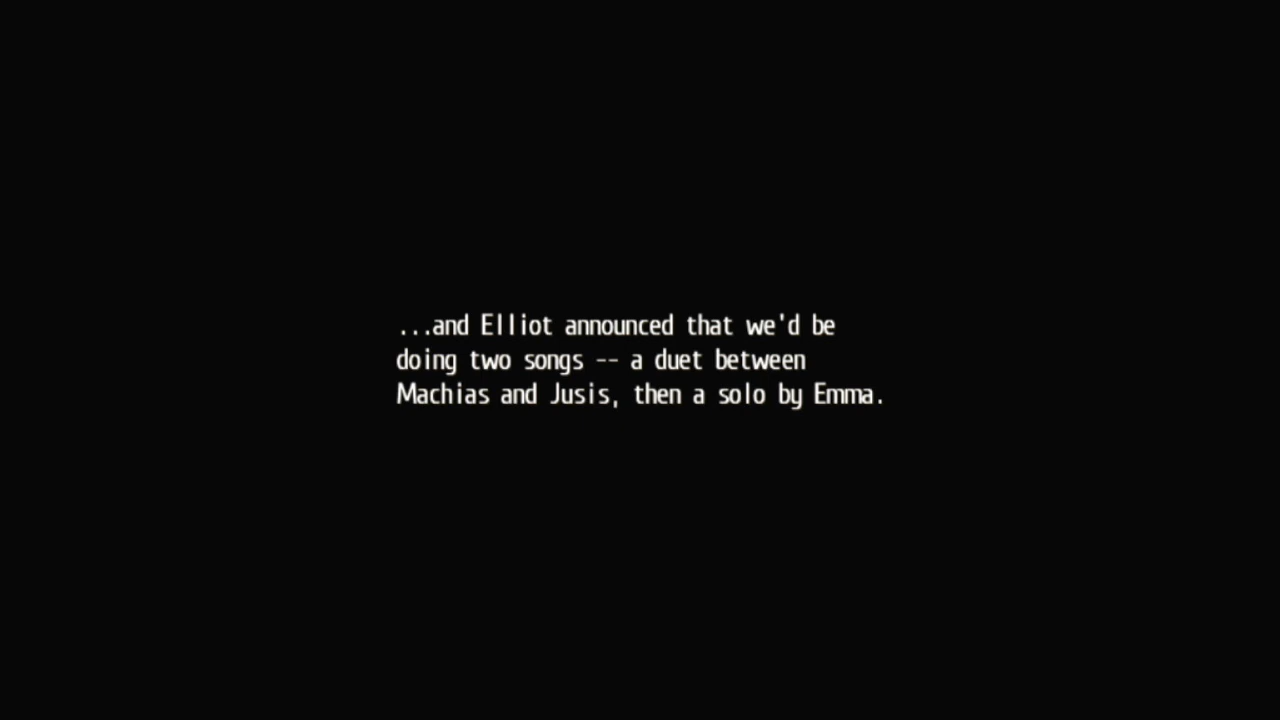 ...and Elliot announced that we'd be
doing two songs -- a duet between
Machias and Jusis, then a solo by Emma.